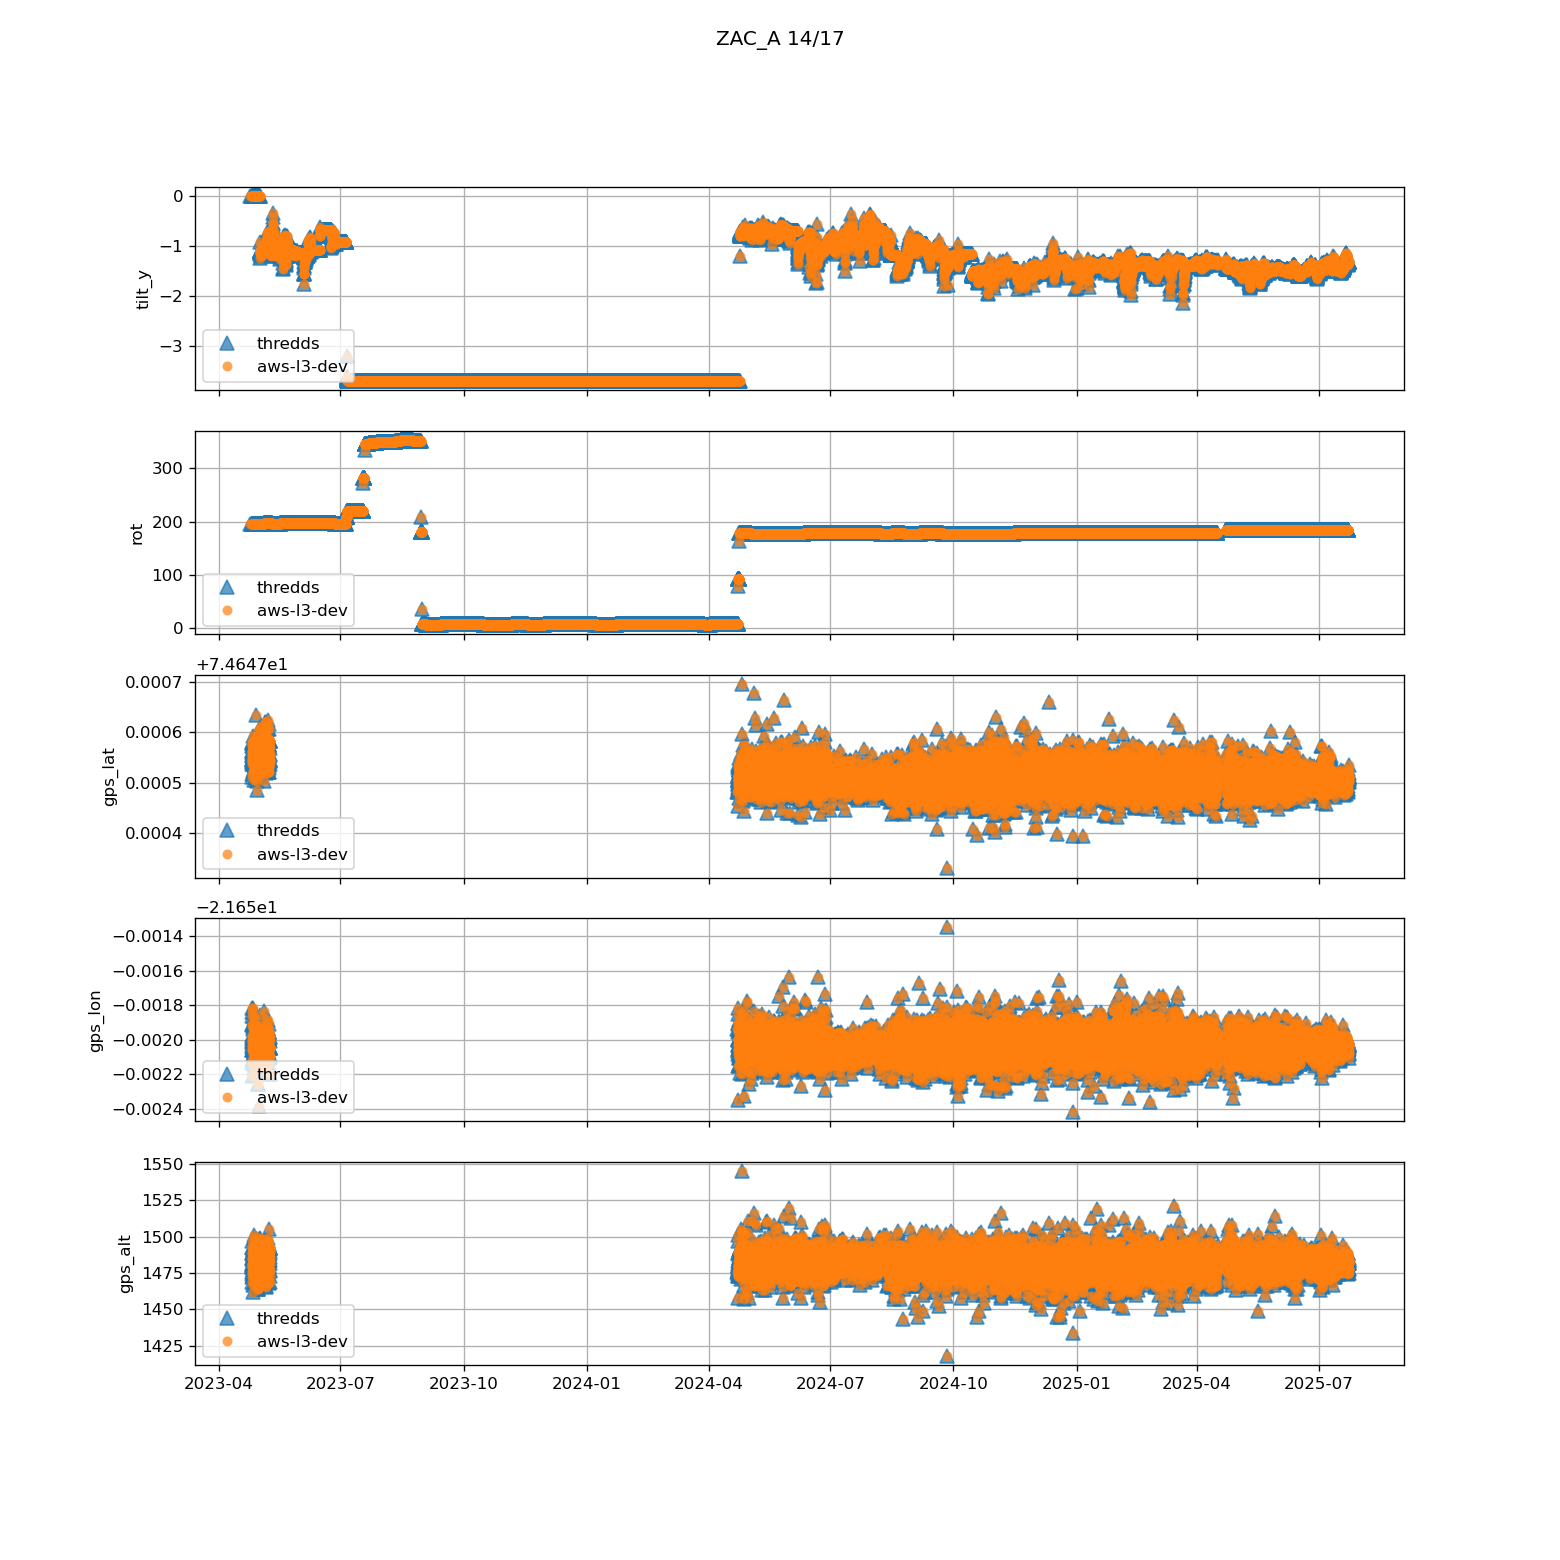 ZAC_A 14/17
0
−1
−2
−3
tilt_y
thredds
aws-l3-dev
300
200
100
0
rot
thredds
aws-l3-dev
+7.4647e1
0.0007
0.0006
0.0005
0.0004
gps_lat
thredds
aws-l3-dev
−2.165e1
−0.0014
−0.0016
−0.0018
−0.0020
−0.0022
−0.0024
gps_lon
thredds
aws-l3-dev
1550
1525
1500
1475
1450
1425
gps_alt
thredds
aws-l3-dev
2023-04 2023-07 2023-10 2024-01 2024-04 2024-07 2024-10 2025-01 2025-04 2025-07